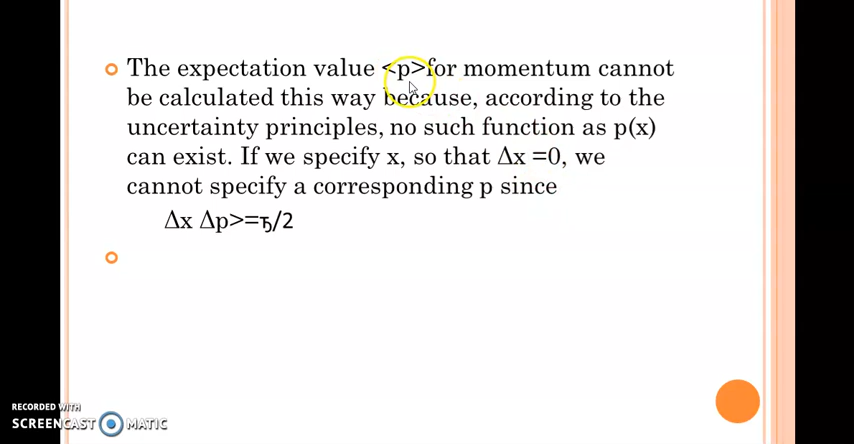 The expectation value <p>for momentum cannot
be calculated this way because, according to the
uncertainty principles, no such function as p(x)
can exist. If we specify x, so that Δx =0, we
cannot specify a corresponding p since
Δx Δp>=ђ/2
RECORDED WITH
SCREENCAST MATIC